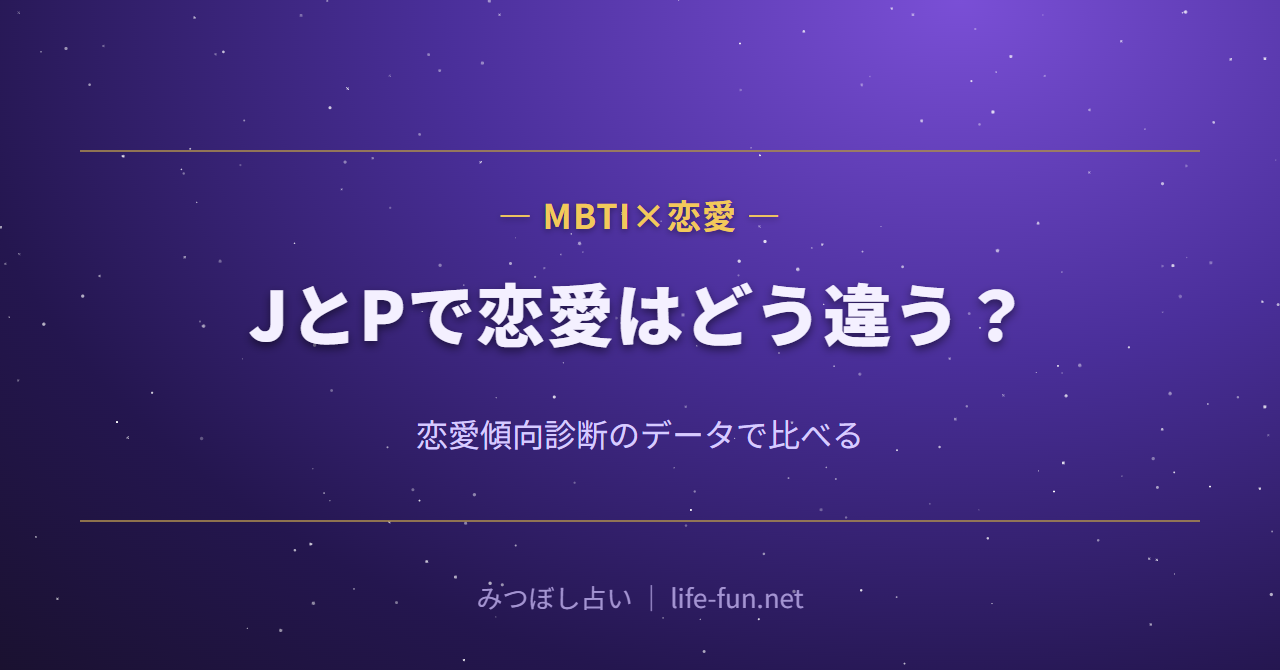 — MBTI×恋愛 —
JとPで恋愛はどう違う？
恋愛傾向診断のデータで比べる
みつぼし占い ｜ life-fun.net